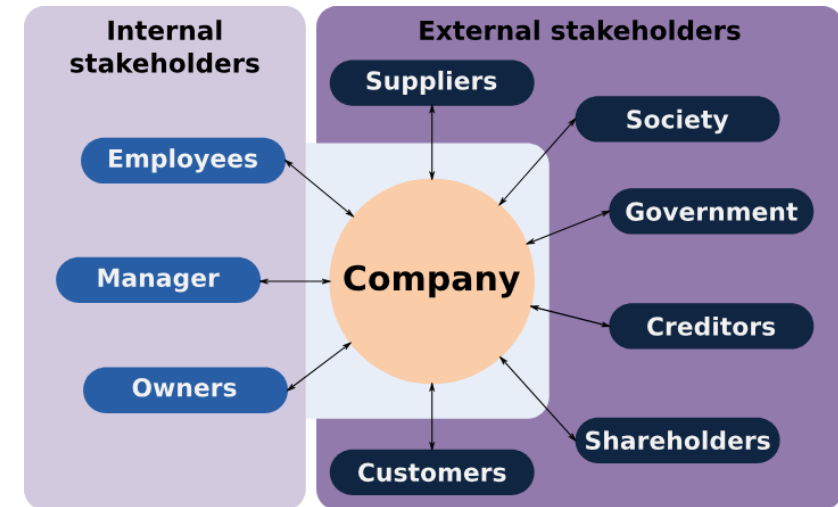 Internal
stakeholders
Employees
Manager
Owners
Company
External stakeholders
Suppliers
Society
Government
Creditors
Shareholders
Customers